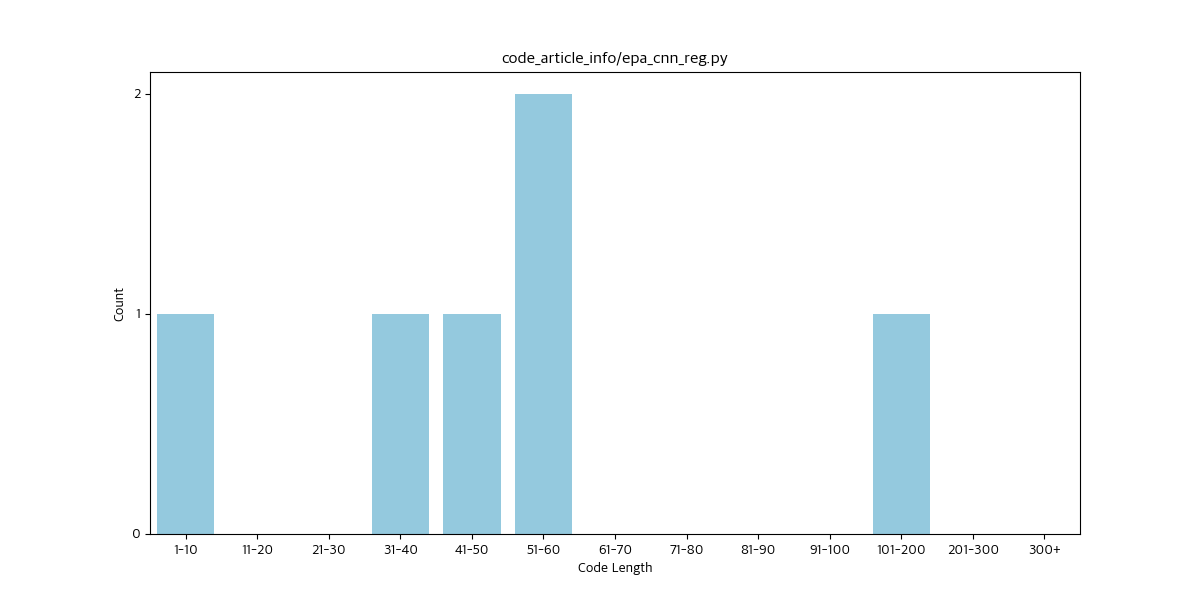 code_article_info/epa_cnn_reg.py
2
1
0
Count
1-10 11-20 21-30 31-40 41-50 51-60 61-70 71-80 81-90 91-100 101-200 201-300 300+
Code Length